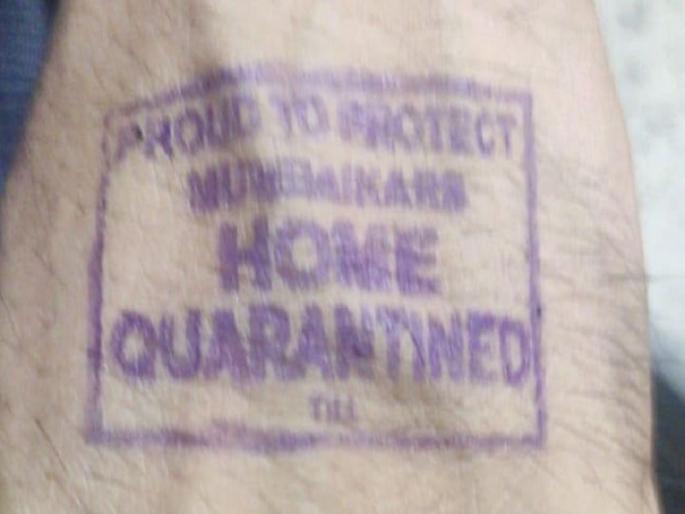 PROUD TO PROTECT
MUMBAIKARS
HOME
QUARANTINED
TILL